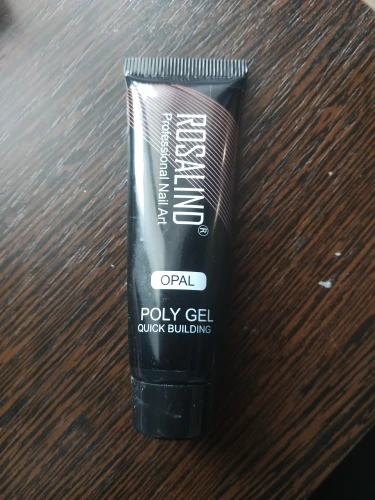 ROSALIND®
Professional Nail Art
OPAL
POLY GEL
QUICK BUILDING